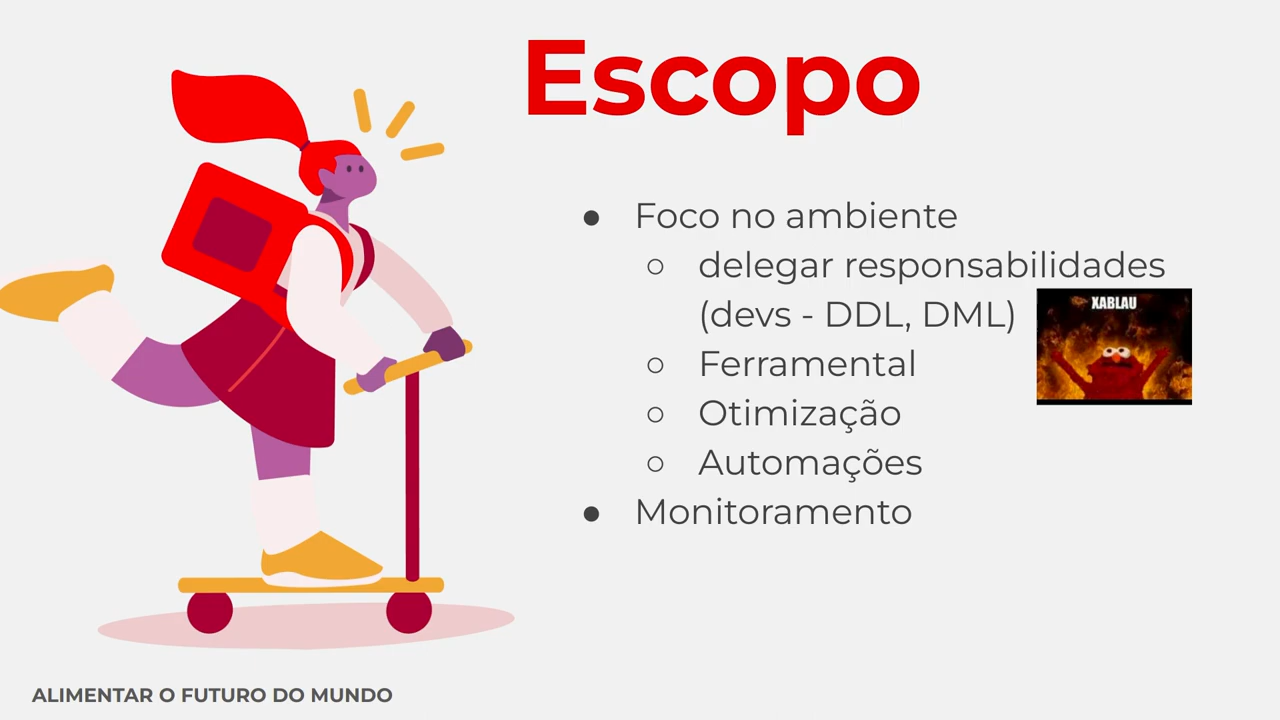 Escopo
● Foco no ambiente
○ delegar responsabilidades
(devs - DDL, DML)
XABLAU
○ Ferramental
○ Otimização
○ Automações
● Monitoramento
ALIMENTAR O FUTURO DO MUNDO